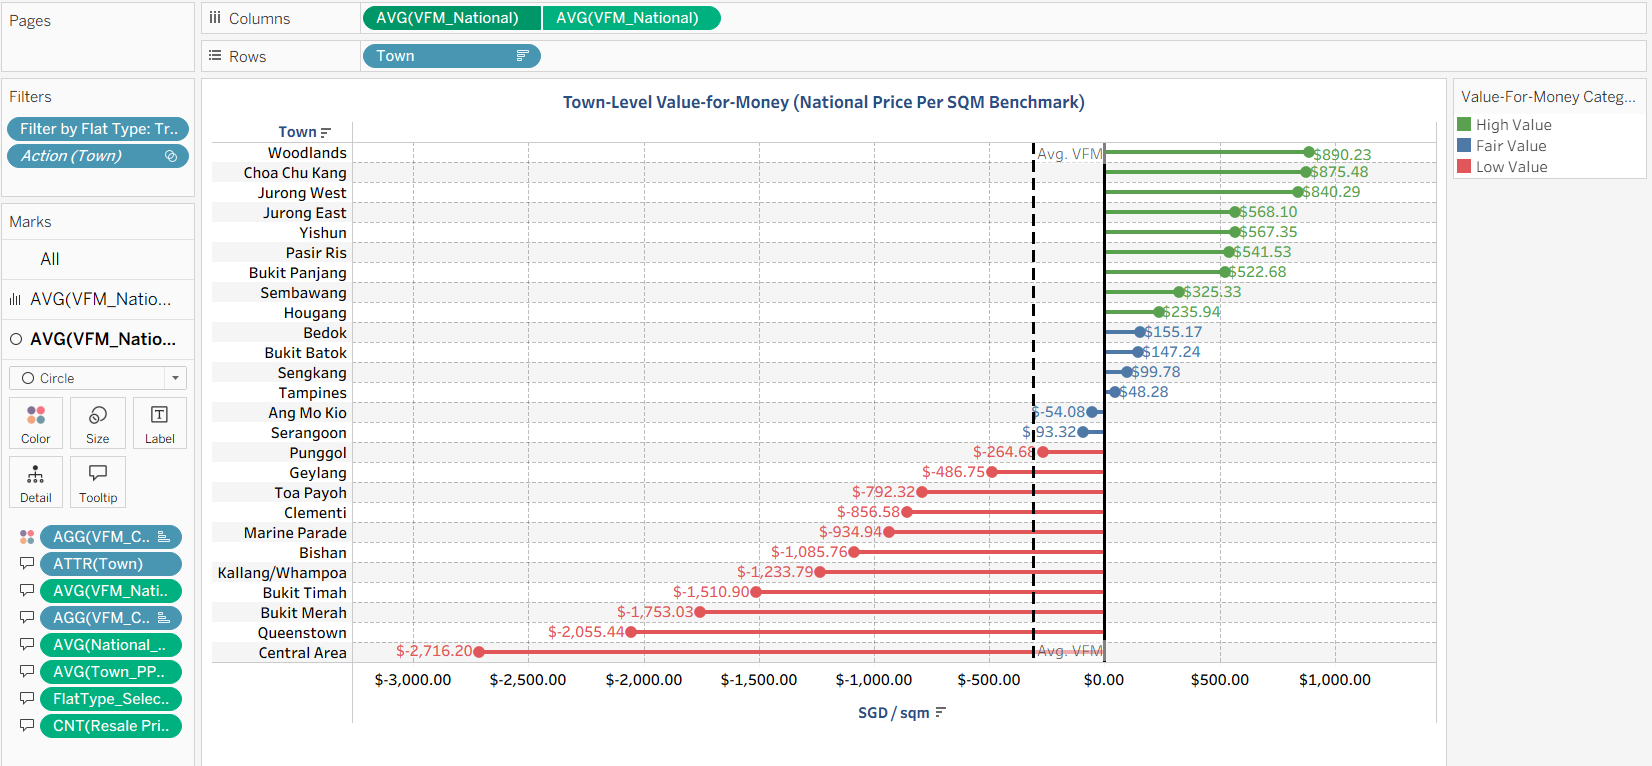 Pages
Columns
AVG(VFM_National)
AVG(VFM_National)
Rows
Town
Filters
Filter by Flat Type: Tr..
Action (Town)
Marks
All
AVG(VFM_Natio...
AVG(VFM_Natio...
Circle
Color
Size
Label
Detail
Tooltip
AGG(VFM_C..
ATTR(Town)
AVG(VFM_Nati..
AGG(VFM_C..
AVG(National_..
AVG(Town_PP..
FlatType_Selec..
CNT(Resale Pri..
Town-Level Value-for-Money (National Price Per SQM Benchmark)
Town
Avg. VFM
Woodlands $890.23
Choa Chu Kang $875.48
Jurong West $840.29
Jurong East $568.10
Yishun $567.35
Pasir Ris $541.53
Bukit Panjang $522.68
Sembawang $325.33
Hougang $235.94
Bedok $155.17
Bukit Batok $147.24
Sengkang $99.78
Tampines $48.28
Ang Mo Kio $-54.08
Serangoon $-93.32
Punggol $-264.68
Geylang $-486.75
Toa Payoh $-792.32
Clementi $-856.58
Marine Parade $-934.94
Bishan $-1,085.76
Kallang/Whampoa $-1,233.79
Bukit Timah $-1,510.90
Bukit Merah $-1,753.03
Queenstown $-2,055.44
Central Area $-2,716.20
Avg. VFM
$-3,000.00 $-2,500.00 $-2,000.00 $-1,500.00 $-1,000.00 $-500.00 $0.00 $500.00 $1,000.00
SGD / sqm
Value-For-Money Categ...
High Value
Fair Value
Low Value